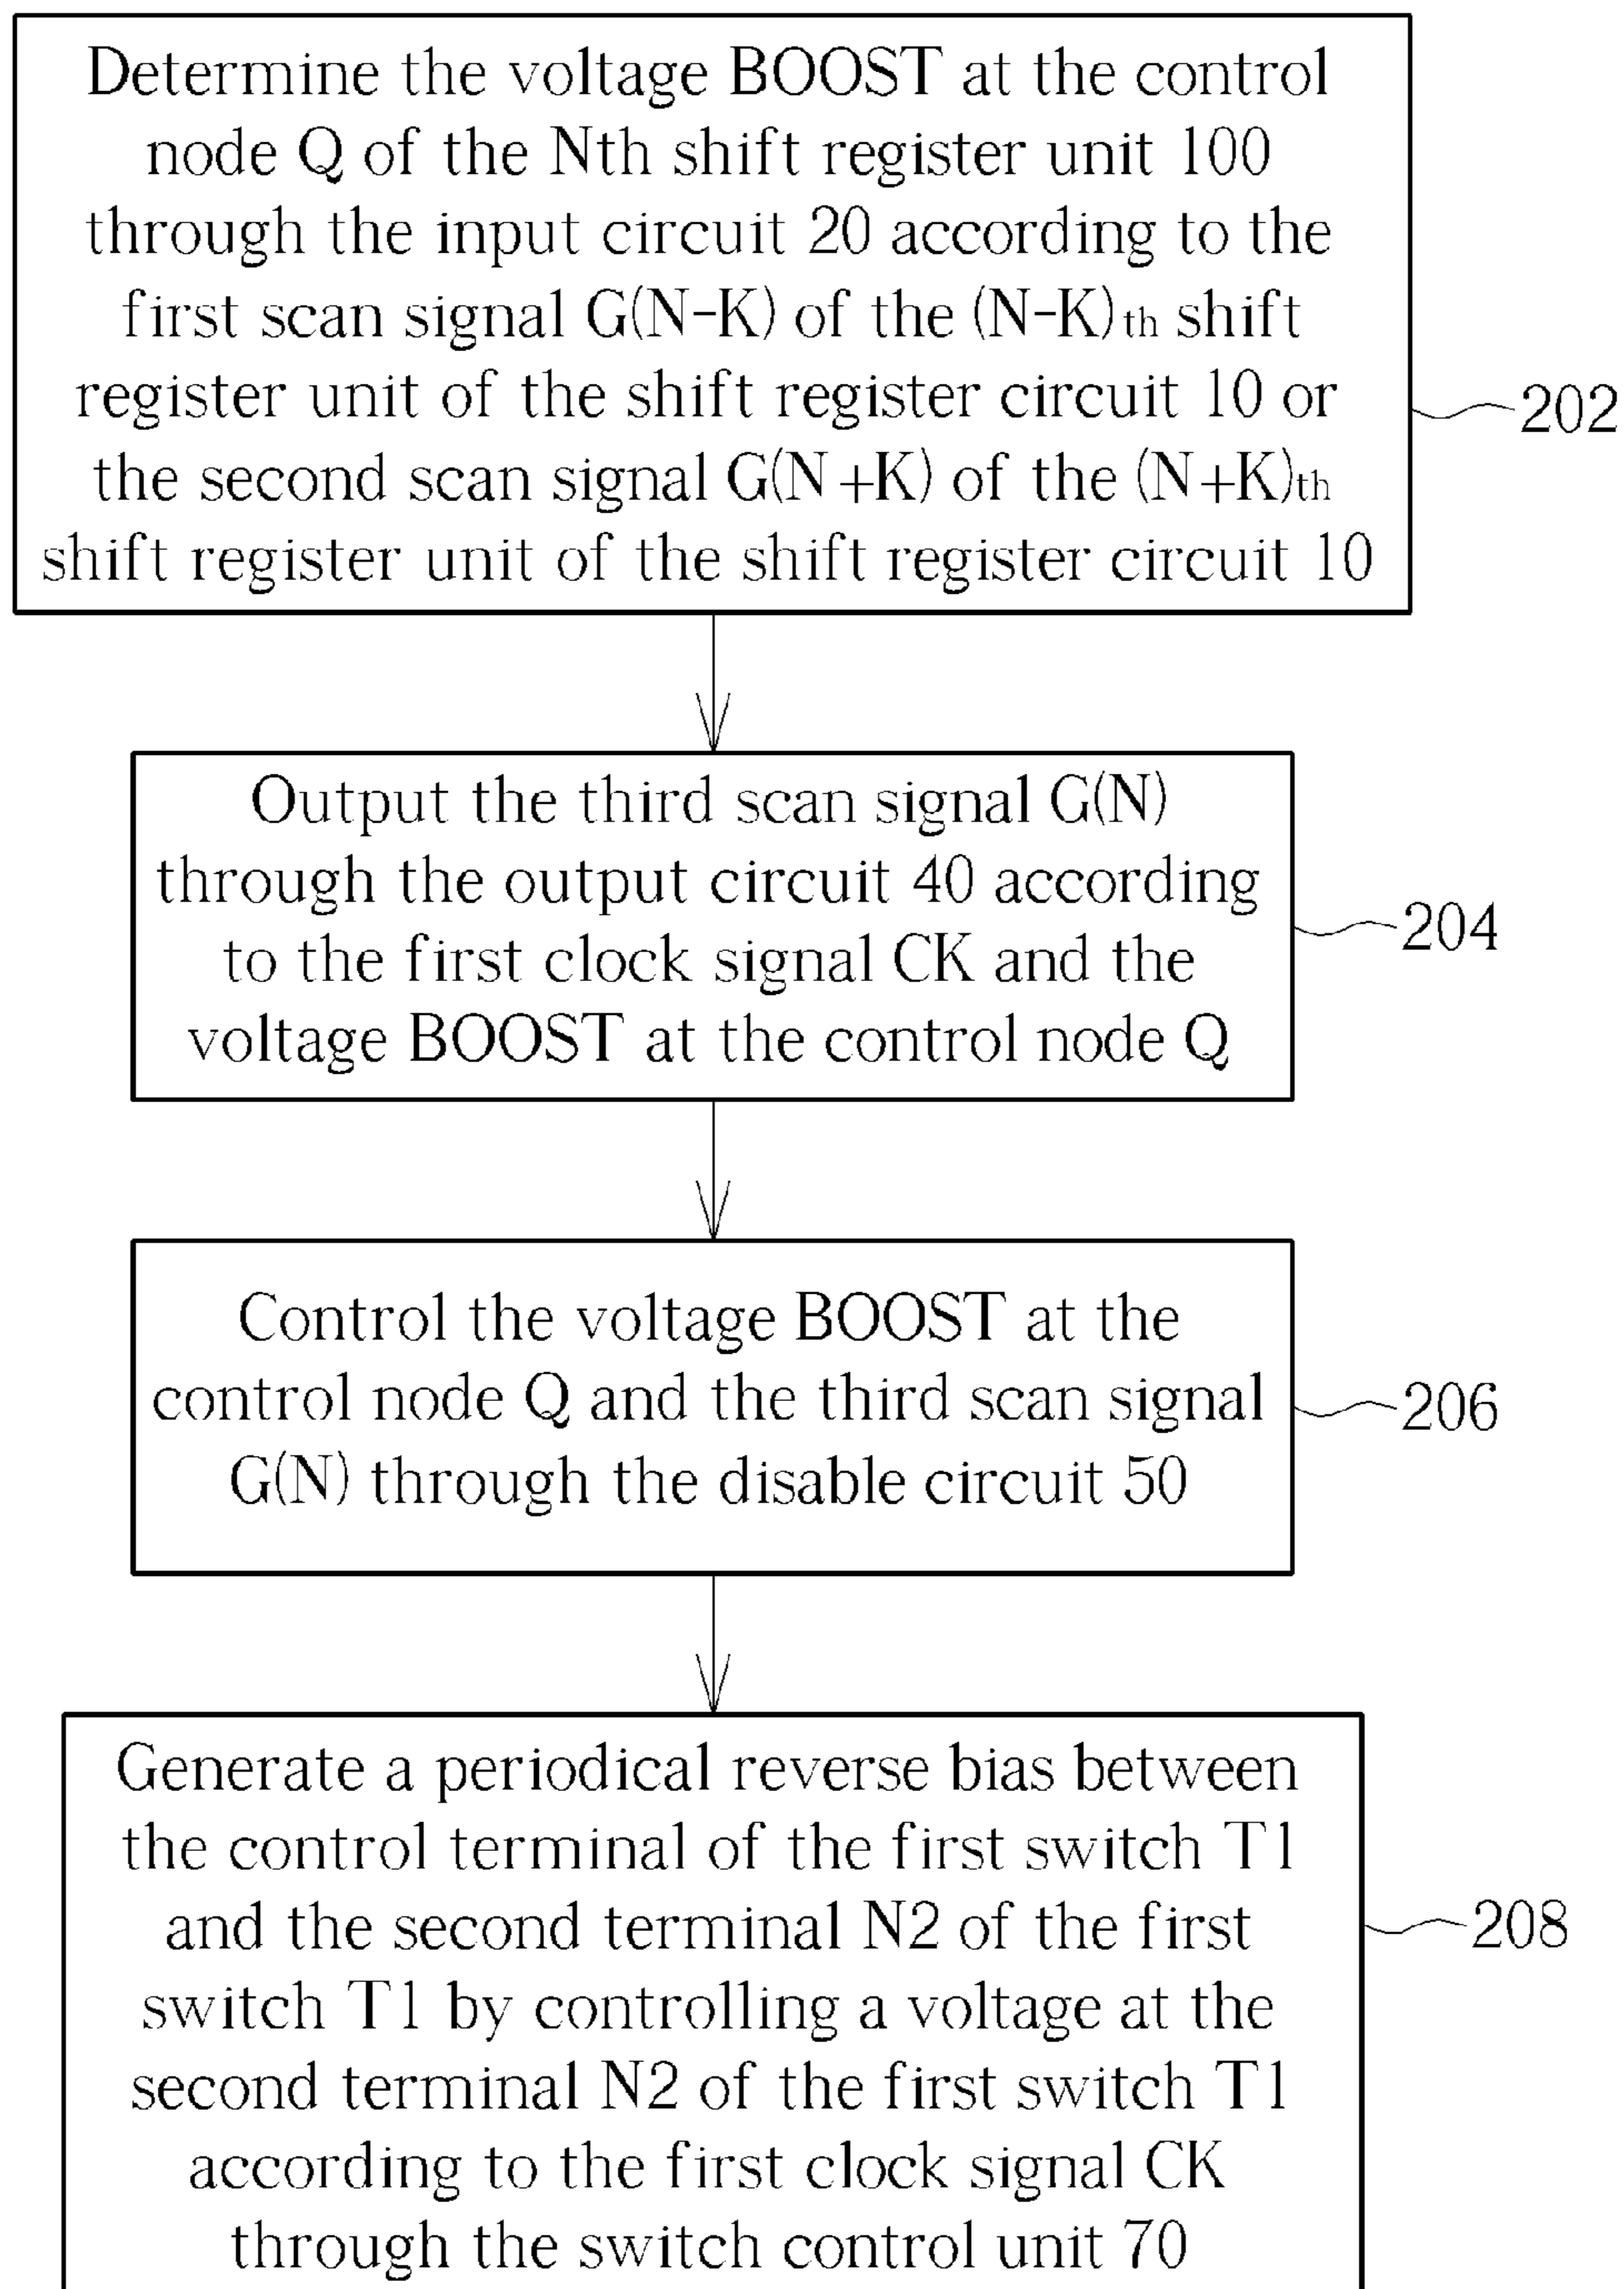 Determine the voltage BOOST at the control
node Q of the Nth shift register unit 100
through the input circuit 20 according to the
first scan signal G(N-K) of the (N-K)th shift
register unit of the shift register circuit 10 or
the second scan signal G(N+K) of the (N+K)th
shift register unit of the shift register circuit 10
202
Output the third scan signal G(N)
through the output circuit 40 according
to the first clock signal CK and the
voltage BOOST at the control node Q
204
Control the voltage BOOST at the
control node Q and the third scan signal
G(N) through the disable circuit 50
206
Generate a periodical reverse bias between
the control terminal of the first switch T1
and the second terminal N2 of the first
switch T1 by controlling a voltage at the
second terminal N2 of the first switch T1
according to the first clock signal CK
through the switch control unit 70
208